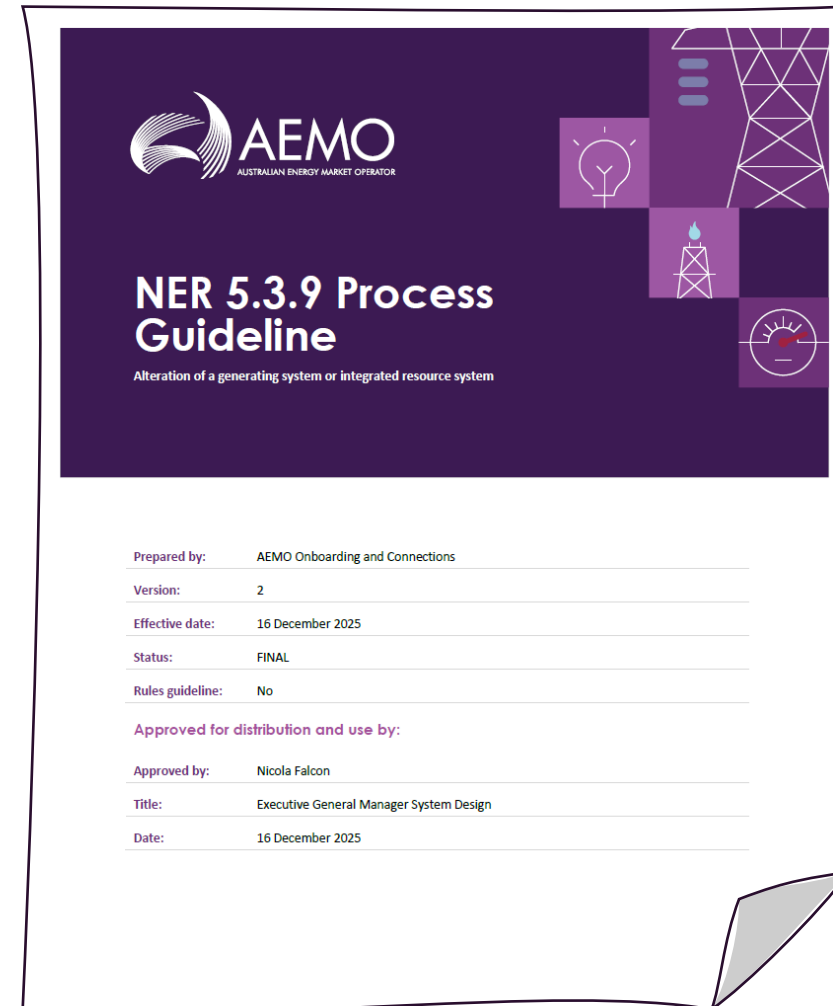 AEMO
AUSTRALIAN ENERGY MARKET OPERATOR
NER 5.3.9 Process
Guideline
Alteration of a generating system or integrated resource system
Prepared by: AEMO Onboarding and Connections
Version: 2
Effective date: 16 December 2025
Status: FINAL
Rules guideline: No
Approved for distribution and use by:
Approved by: Nicola Falcon
Title: Executive General Manager System Design
Date: 16 December 2025